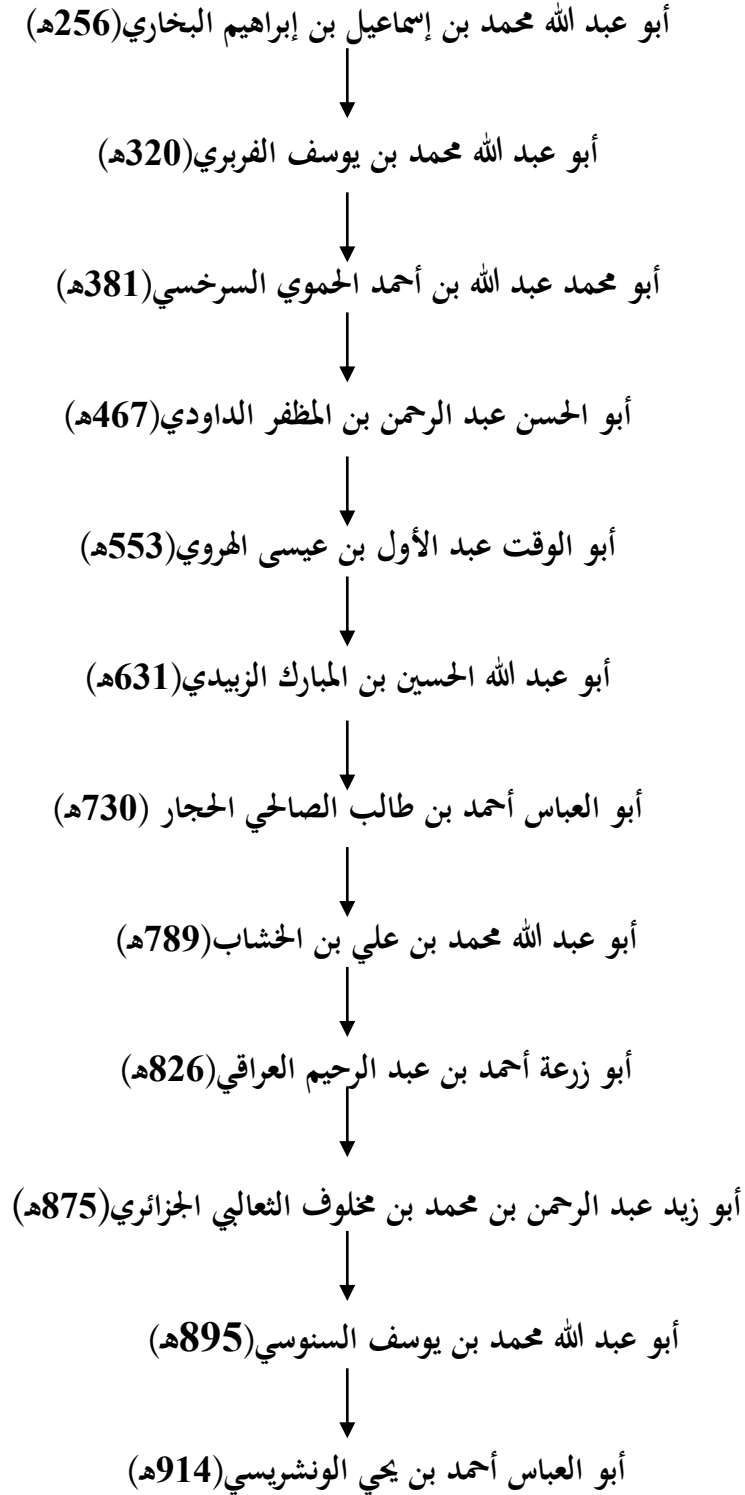 أبو عبد الله محمد بن إسماعيل بن إبراهيم البخاري(256هـ)
أبو عبد الله محمد بن يوسف الفربري(320هـ)
أبو محمد عبد الله بن أحمد الحموي السرخسي(381هـ)
أبو الحسن عبد الرحمن بن المظفر الداودي(467هـ)
أبو الوقت عبد الأول بن عيسى الهروي(553هـ)
أبو عبد الله الحسين بن المبارك الزبيدي(631هـ)
أبو العباس أحمد بن طالب الصالحي الحجار (730هـ)
أبو عبد الله محمد بن علي بن الخشاب(789هـ)
أبو زرعة أحمد بن عبد الرحيم العراقي(826هـ)
أبو زيد عبد الرحمن بن محمد بن مخلوف الثعالبي الجزائري(875هـ)
أبو عبد الله محمد بن يوسف السنوسي(895هـ)
أبو العباس أحمد بن يحي الونشريسي(914هـ)